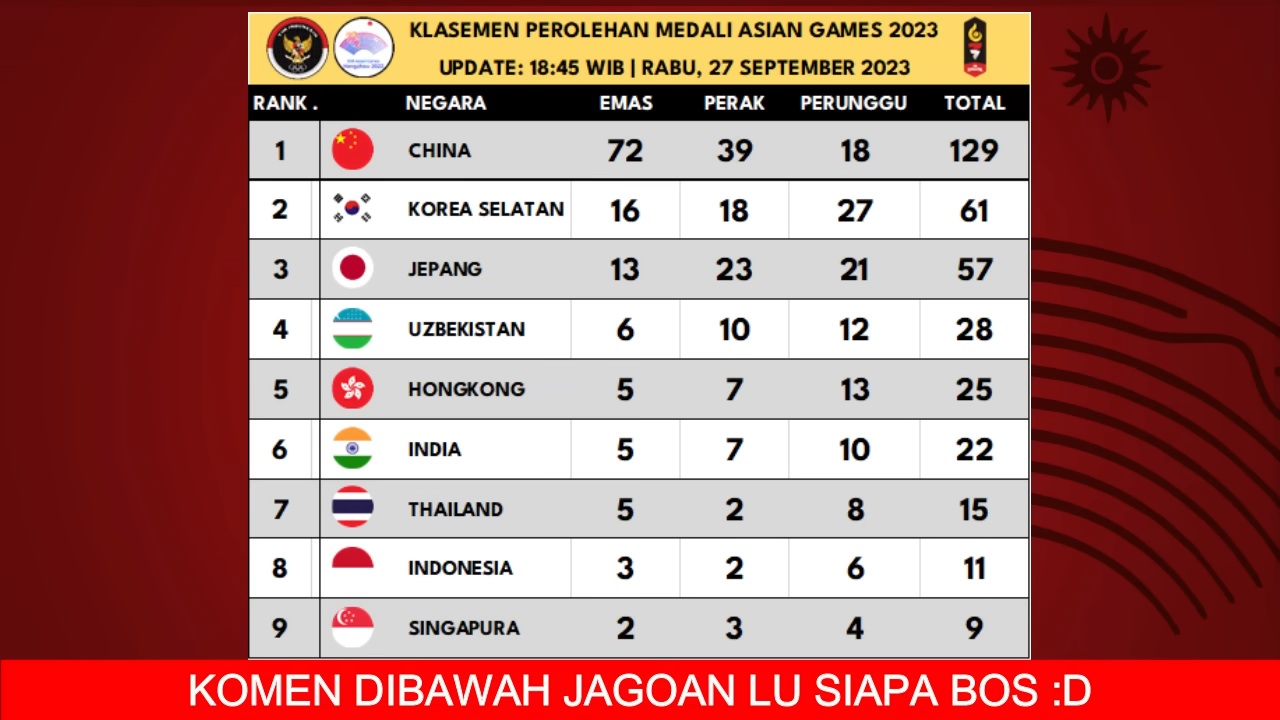 KLASEMEN PEROLEHAN MEDALI ASIAN GAMES 2023
UPDATE: 18:45 WIB | RABU, 27 SEPTEMBER 2023
RANK . NEGARA EMAS PERAK PERUNGGU TOTAL
1 CHINA 72 39 18 129
2 KOREA SELATAN 16 18 27 61
3 JEPANG 13 23 21 57
4 UZBEKISTAN 6 10 12 28
5 HONGKONG 5 7 13 25
6 INDIA 5 7 10 22
7 THAILAND 5 2 8 15
8 INDONESIA 3 2 6 11
9 SINGAPURA 2 3 4 9
KOMEN DIBAWAH JAGOAN LU SIAPA BOS :D